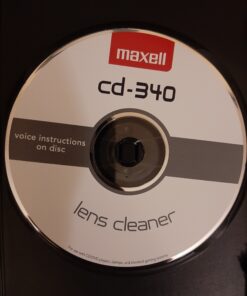 maxell
cd-340
voice instructions
on disc
lens cleaner